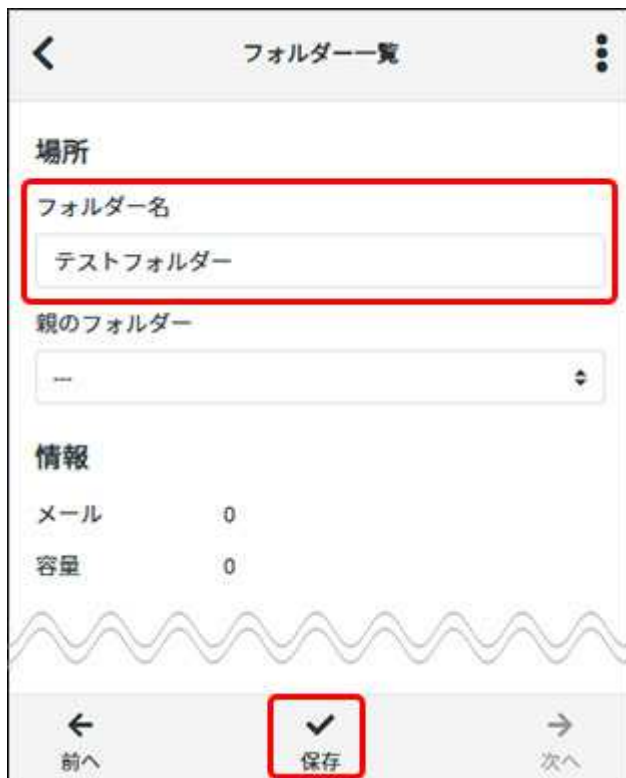 フォルダー一覧
場所
フォルダー名
テストフォルダー
親のフォルダー
---
情報
メール 0
容量 0
前へ 保存 次へ